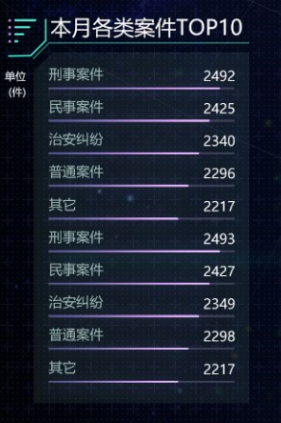 本月各类案件TOP10
单位
(件)
刑事案件 2492
民事案件 2425
治安纠纷 2340
普通案件 2296
其它 2217
刑事案件 2493
民事案件 2427
治安纠纷 2349
普通案件 2298
其它 2217